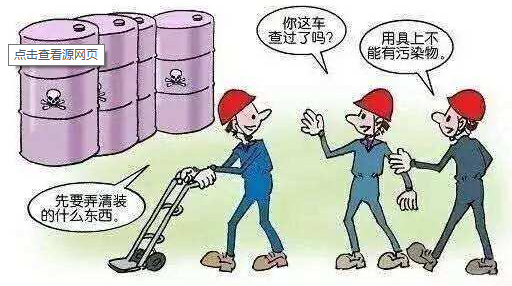 你这车
查过了吗?
用具上不
能有污染物。
点击查看源网页
先要弄清装
的什么东西。